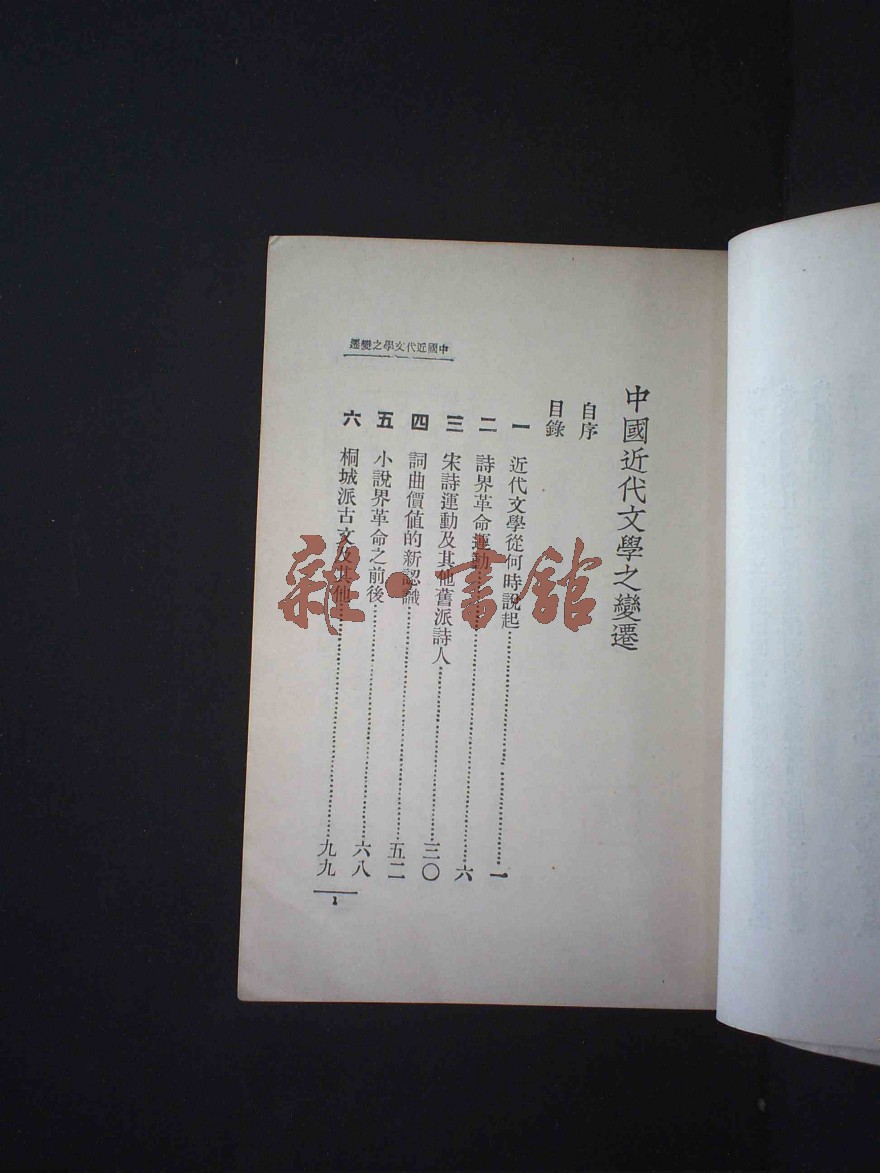 中國近代文學之變遷
自序
目錄
一 近代文學從何時說起 一
二 詩界革命運動 六
三 宋詩運動及其他舊派詩人 三〇
四 詞曲價值的新認識 五二
五 小說界革命之前後 六八
六 桐城派古文及其他 九九
中國近代文學之變遷
1
雜·書館